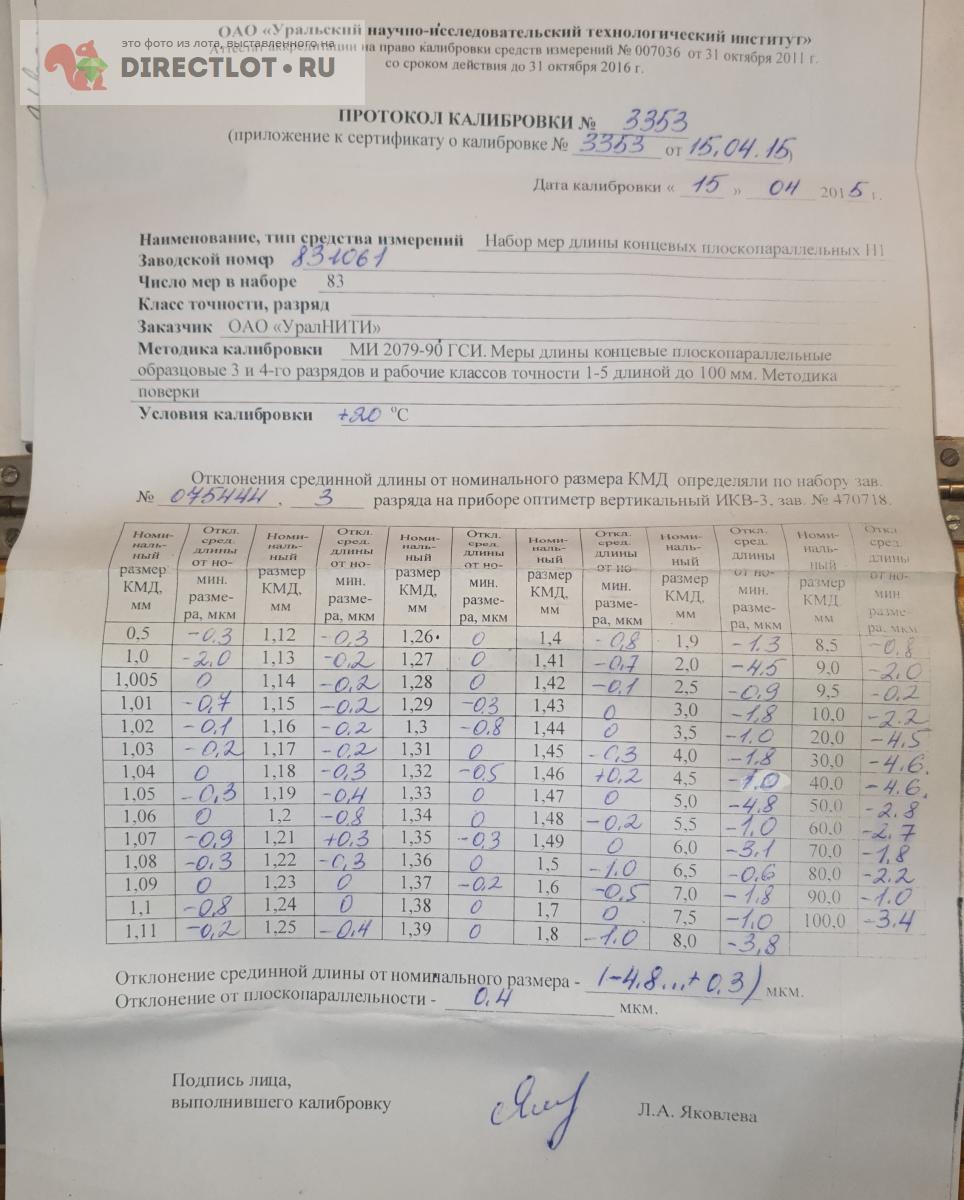 это фото из лота, выставленного на
DIRECTLOT.RU
ОАО «Уральский научно-исследовательский технологический институт»
Аттестат аккредитации на право калибровки средств измерений № 007036 от 31 октября 2011 г.
со сроком действия до 31 октября 2016 г.
ПРОТОКОЛ КАЛИБРОВКИ № 3353
(приложение к сертификату о калибровке № 3353 от 15.04.15)
Дата калибровки « 15 » 04 2015 г.
Наименование, тип средства измерений Набор мер длины концевых плоскопараллельных Н1
Заводской номер 831061
Число мер в наборе 83
Класс точности, разряд
Заказчик ОАО «УралНИТИ»
Методика калибровки МИ 2079-90 ГСИ. Меры длины концевые плоскопараллельные
образцовые 3 и 4-го разрядов и рабочие классов точности 1-5 длиной до 100 мм. Методика
поверки
Условия калибровки +20 °С
Отклонения срединной длины от номинального размера КМД определяли по набору зав.
№ 075444, 3 разряда на приборе оптиметр вертикальный ИКВ-3, зав. № 470718.
Номинальный размер КМД, мм Откл. сред. длины от номин. размера, мкм Номинальный размер КМД, мм Откл. сред. длины от номин. размера, мкм Номинальный размер КМД, мм Откл. сред. длины от номин. размера, мкм Номинальный размер КМД, мм Откл. сред. длины от номин. размера, мкм Номинальный размер КМД, мм Откл. сред. длины от номин. размера, мкм Номинальный размер КМД, мм Откл. сред. длины от номин. размера, мкм
0,5 -0,3 1,12 -0,3 1,26 0 1,4 -0,8 1,9 -1.3 8,5 -0.8
1,0 -2,0 1,13 -0,2 1,27 0 1,41 -0,7 2,0 -4,5 9,0 -2,0
1,005 0 1,14 -0,2 1,28 0 1,42 -0,1 2,5 -0,9 9,5 -0,2
1,01 -0,7 1,15 -0,2 1,29 -0,3 1,43 0 3,0 -1,8 10,0 -2.2
1,02 -0,1 1,16 -0,2 1,3 -0,8 1,44 0 3,5 -1.0 20,0 -4,5
1,03 -0,2 1,17 -0,2 1,31 0 1,45 -0,3 4,0 -1,8 30,0 -4.6.
1,04 0 1,18 -0,3 1,32 -0,5 1,46 +0,2 4,5 -1,0 40,0 -4.6.
1,05 -0,3 1,19 -0,4 1,33 0 1,47 0 5,0 -4,8 50,0 -2,8
1,06 0 1,2 -0,8 1,34 0 1,48 -0,2 5,5 -1,0 60,0 -2,7
1,07 -0,9 1,21 +0,3 1,35 -0,3 1,49 0 6,0 -3,1 70,0 -1,8
1,08 -0,3 1,22 -0,3 1,36 0 1,5 -1.0 6,5 -0,6 80,0 -2.2
1,09 0 1,23 0 1,37 -0,2 1,6 -0,5 7,0 -1,8 90,0 -1.0
1,1 -0,8 1,24 0 1,38 0 1,7 0 7,5 -1,0 100,0 -3.4
1,11 -0,2 1,25 -0,4 1,39 0 1,8 -1.0 8,0 -3,8
Отклонение срединной длины от номинального размера - (-4.8...+0.3) мкм.
Отклонение от плоскопараллельности - 0,4 мкм.
Подпись лица,
выполнившего калибровку
Л.А. Яковлева